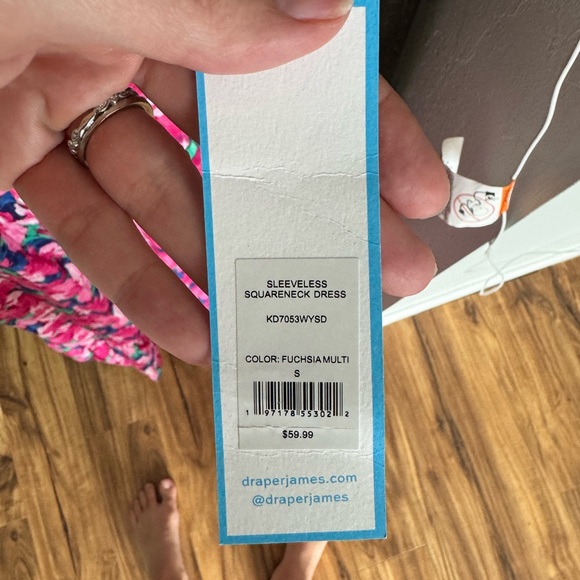 SLEEVELESS
SQUARENECK DRESS
KD7053WYSD
COLOR: FUCHSIA MULTI
S
1 97178 55302 2
$59.99
draperjames.com
@draperjames